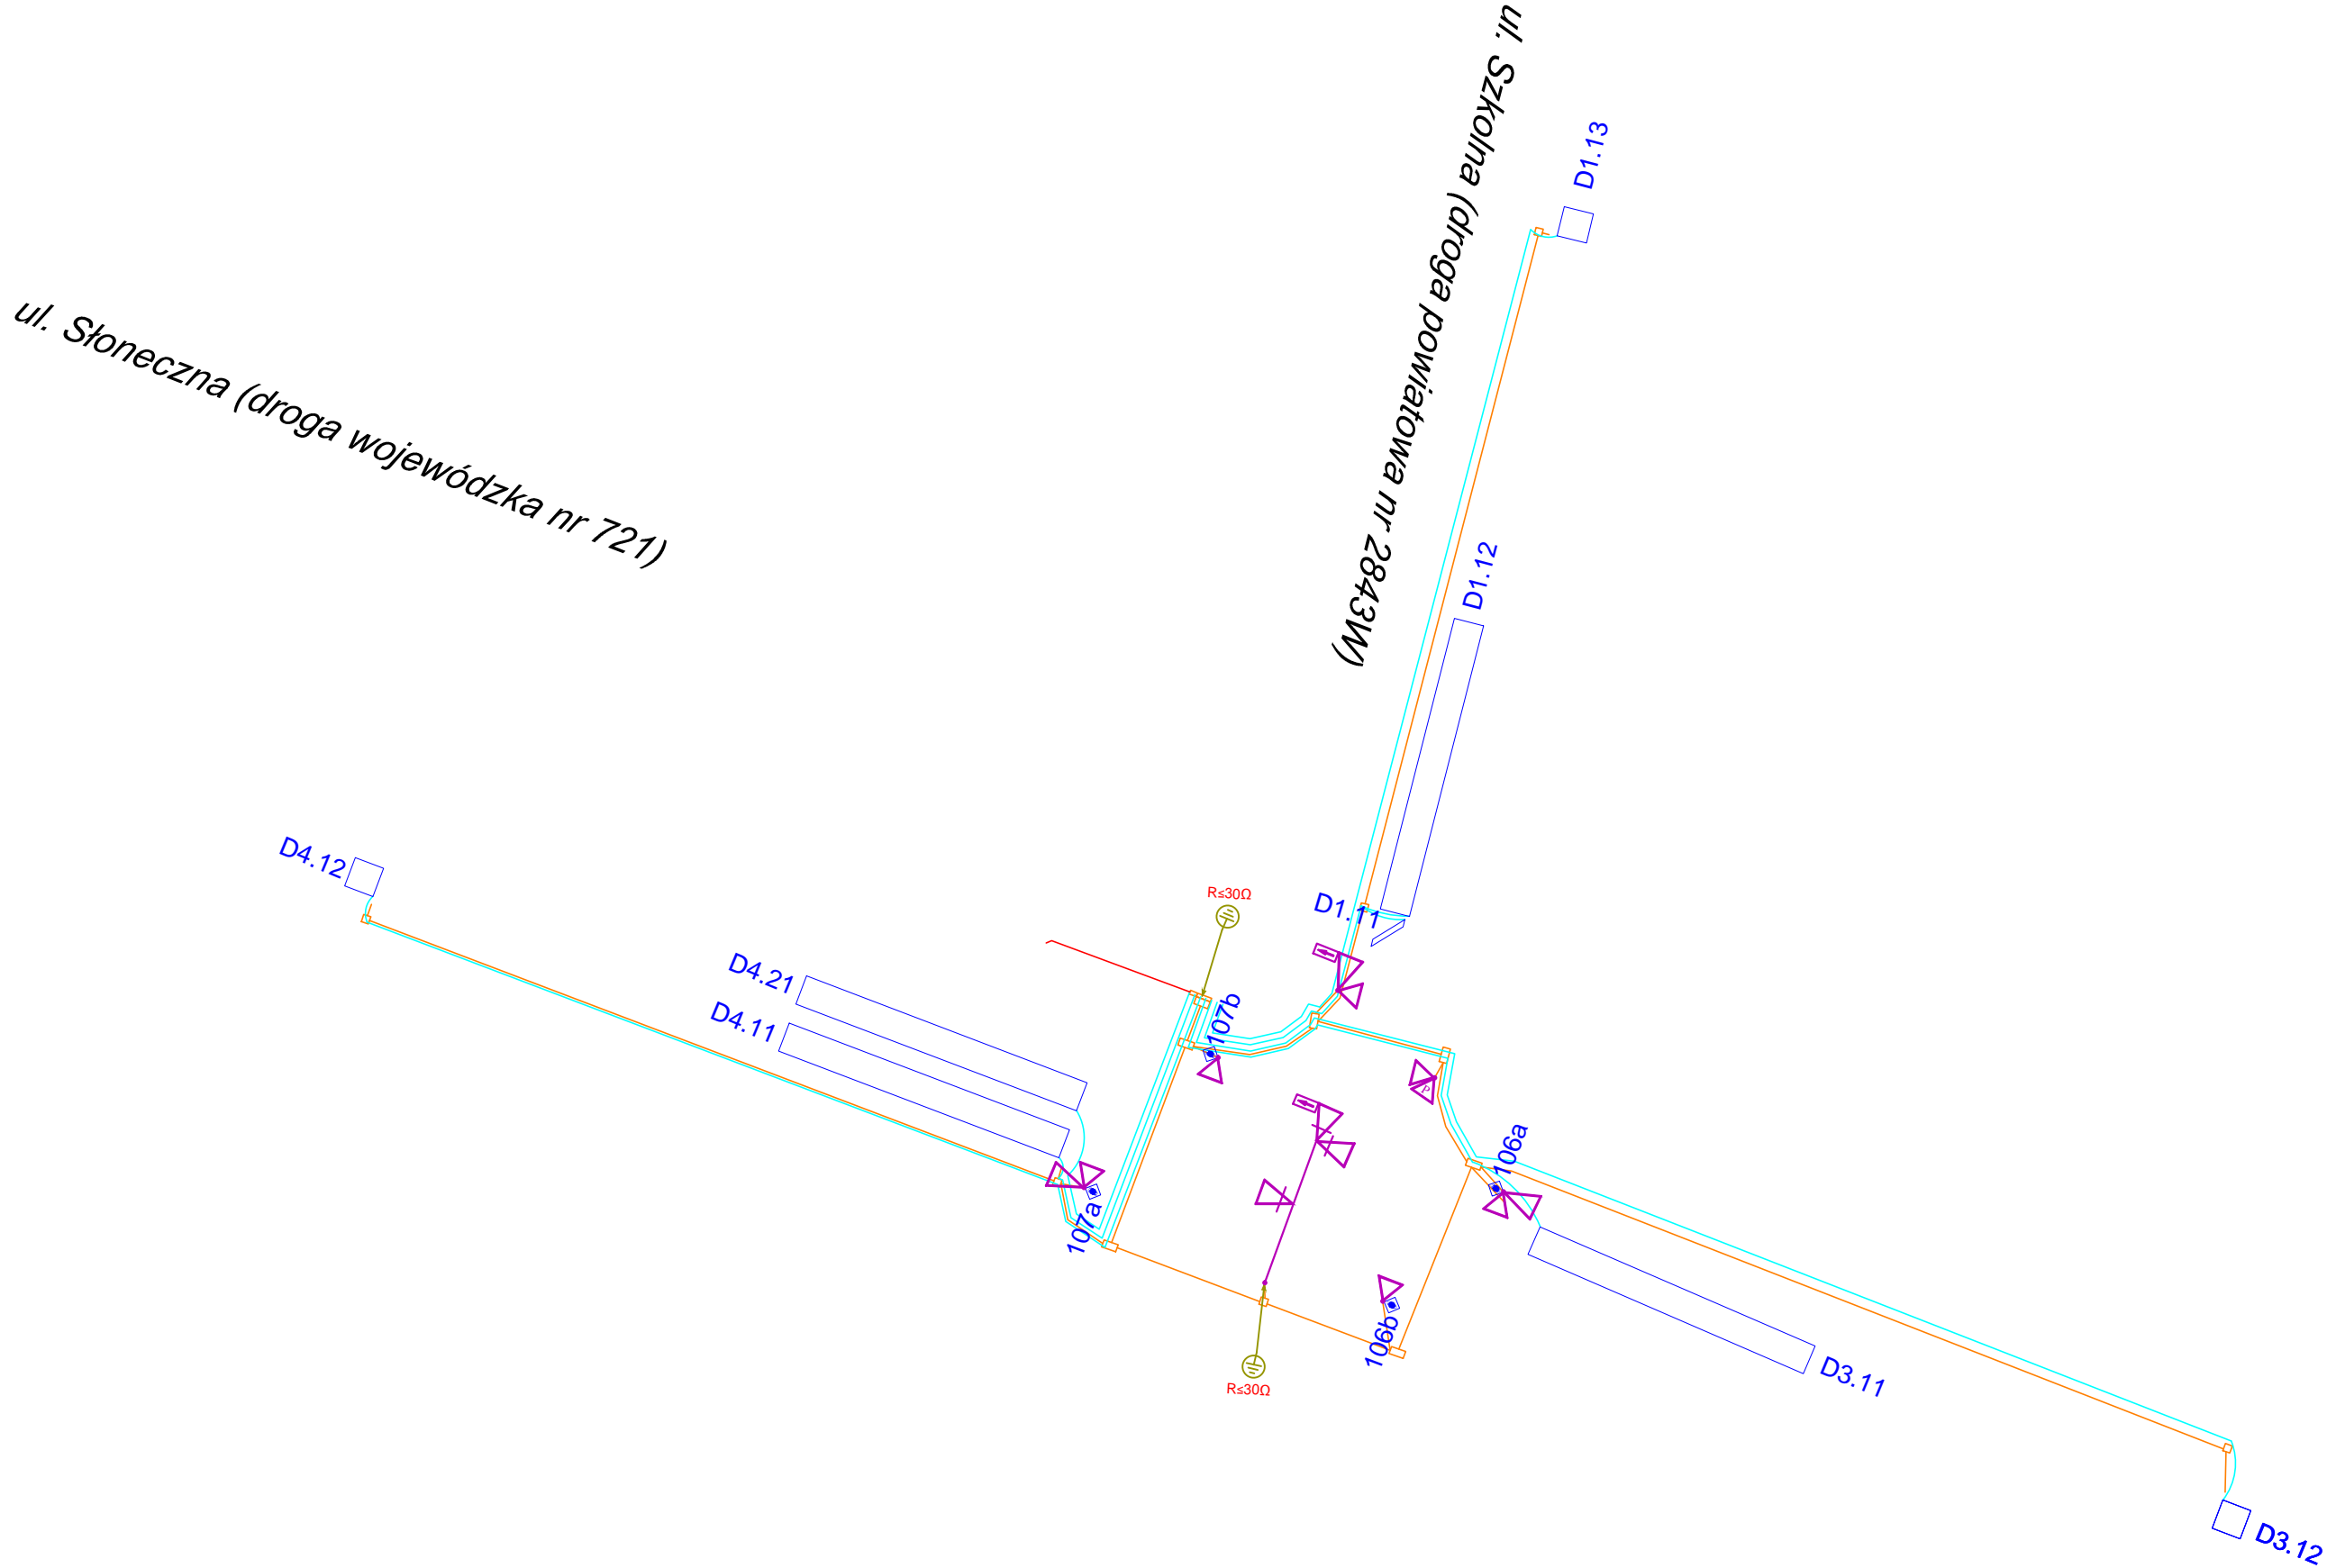 ul. Szkolna (droga powiatowa nr 2843W)
D1.13
ul. Słoneczna (droga wojewódzka nr 721)
D1.12
D4.12
R≤30Ω
D1.11
D4.21
D4.11
107b
106a
107a
106b
D3.11
R≤30Ω
D3.12